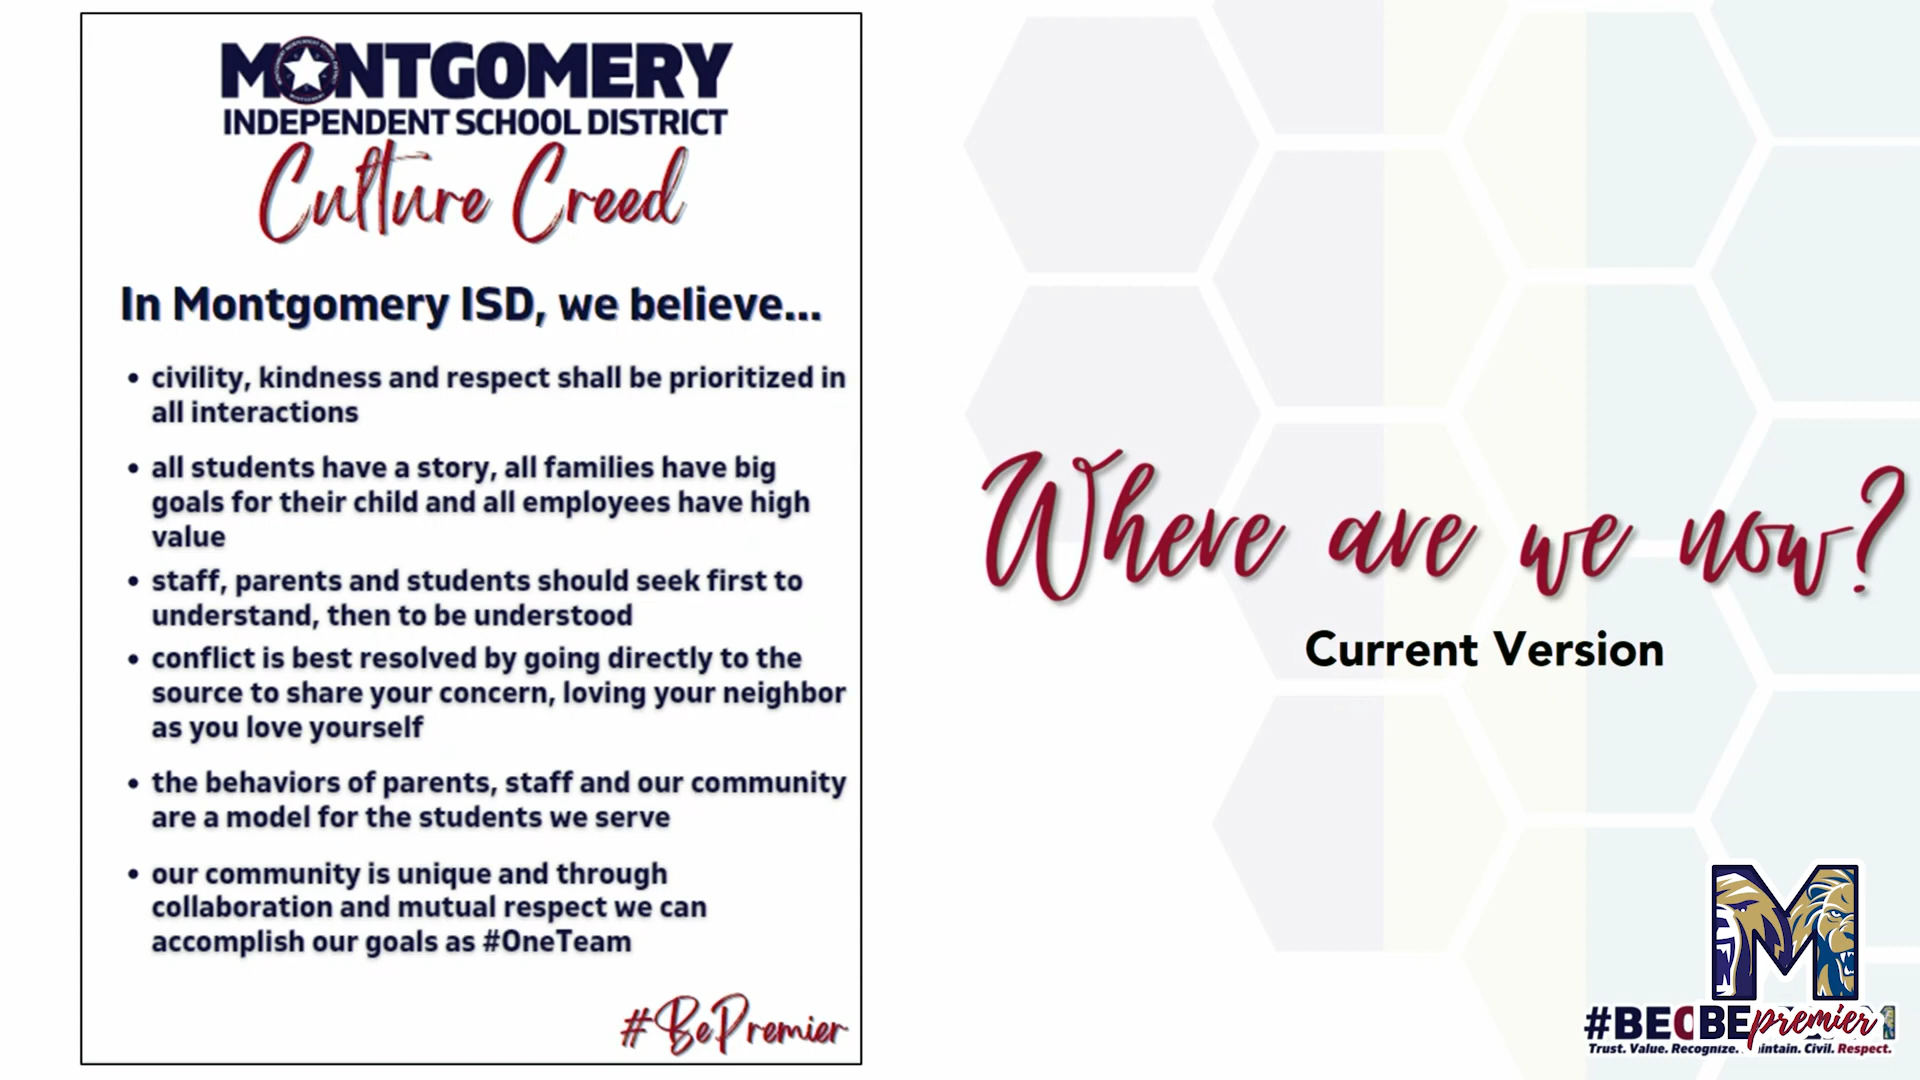 MONTGOMERY
INDEPENDENT SCHOOL DISTRICT
Culture Creed
In Montgomery ISD, we believe...
• civility, kindness and respect shall be prioritized in
all interactions
• all students have a story, all families have big
goals for their child and all employees have high
value
• staff, parents and students should seek first to
understand, then to be understood
• conflict is best resolved by going directly to the
source to share your concern, loving your neighbor
as you love yourself
• the behaviors of parents, staff and our community
are a model for the students we serve
• our community is unique and through
collaboration and mutual respect we can
accomplish our goals as #OneTeam
#BePremier
Where are we now?
Current Version
M
BE premier
Trust. Value. Recognize. Civil. Respect.